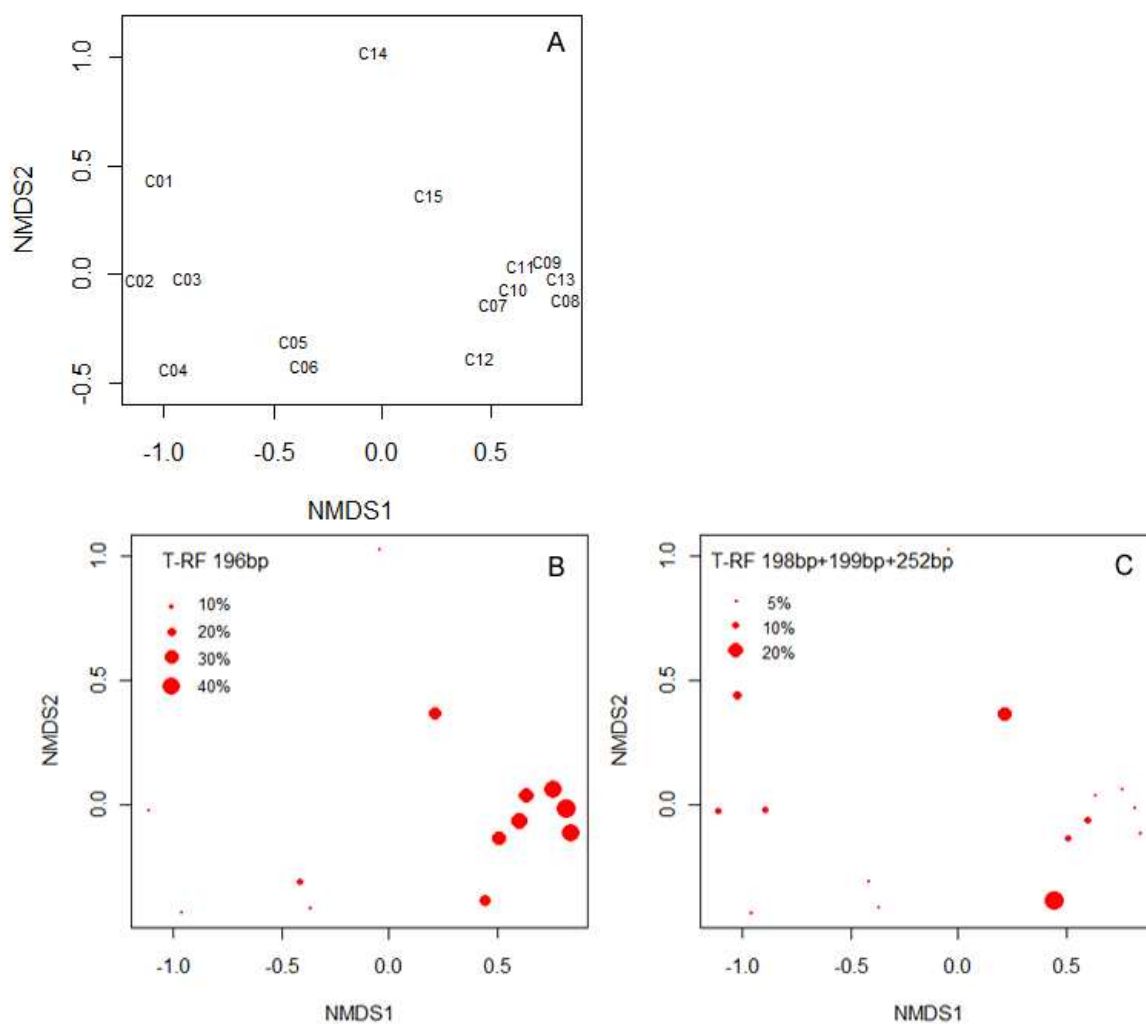 A
1.0
C14
0.5
C01
C15
NMDS2
0.0
C02
C03
C11
C09
C10
C13
C07
C08
C05
C06
C12
C04
-0.5
-1.0 -0.5 0.0 0.5
NMDS1
T-RF 196bp
B
10%
20%
30%
40%
1.0
0.5
0.0
NMDS2
-1.0 -0.5 0.0 0.5
NMDS1
T-RF 198bp+199bp+252bp
C
5%
10%
20%
1.0
0.5
0.0
NMDS2
-1.0 -0.5 0.0 0.5
NMDS1